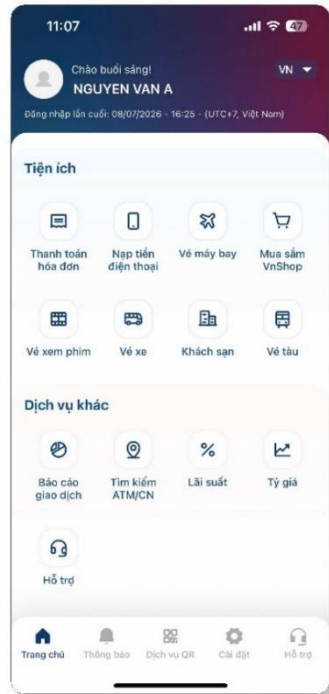 11:07
47
Chào buổi sáng!
VN
NGUYEN VAN A
Đăng nhập lần cuối: 08/07/2026 - 16:25 - (UTC+7, Việt Nam)
Tiện ích
Thanh toán
hóa đơn
Nạp tiền
điện thoại
Vé máy bay
Mua sắm
VnShop
Vé xem phim
Vé xe
Khách sạn
Vé tàu
Dịch vụ khác
Báo cáo
giao dịch
Tìm kiếm
ATM/CN
Lãi suất
Tỷ giá
Hỗ trợ
Trang chủ
Thông báo
Dịch vụ QR
Cài đặt
Hỗ trợ